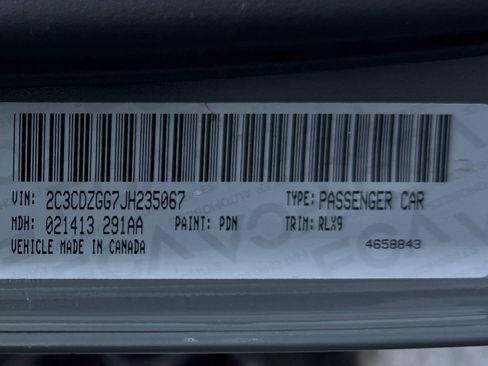 VIN: 2C3CDZGG7JH235067 TYPE: PASSENGER CAR
MDH: 021413 291AA PAINT: PDN TRIM: RLX9
VEHICLE MADE IN CANADA 4658843